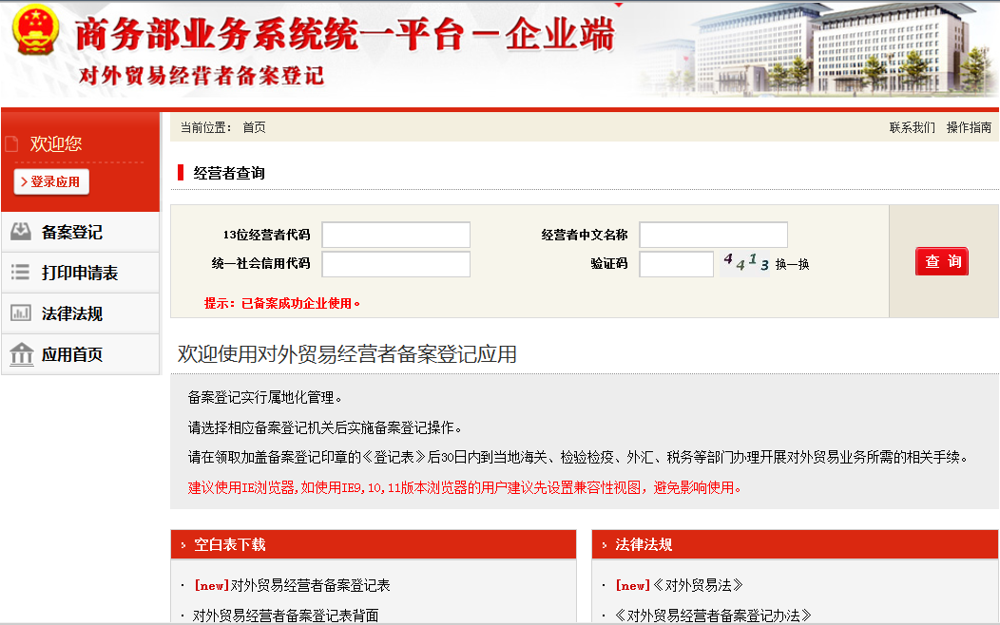 商务部业务系统统一平台－企业端
对外贸易经营者备案登记
当前位置： 首页
联系我们 操作指南
欢迎您
>登录应用
备案登记
打印申请表
法律法规
应用首页
经营者查询
13位经营者代码
经营者中文名称
统一社会信用代码
验证码
4 4 1 3 换一换
查 询
提示：已备案成功企业使用。
欢迎使用对外贸易经营者备案登记应用
备案登记实行属地化管理。
请选择相应备案登记机关后实施备案登记操作。
请在领取加盖备案登记印章的《登记表》后30日内到当地海关、检验检疫、外汇、税务等部门办理开展对外贸易业务所需的相关手续。
建议使用IE浏览器,如使用IE9,10,11版本浏览器的用户建议先设置兼容性视图，避免影响使用。
› 空白表下载
· [new]对外贸易经营者备案登记表
· 对外贸易经营者备案登记表背面
› 法律法规
· [new]《对外贸易法》
· 《对外贸易经营者备案登记办法》